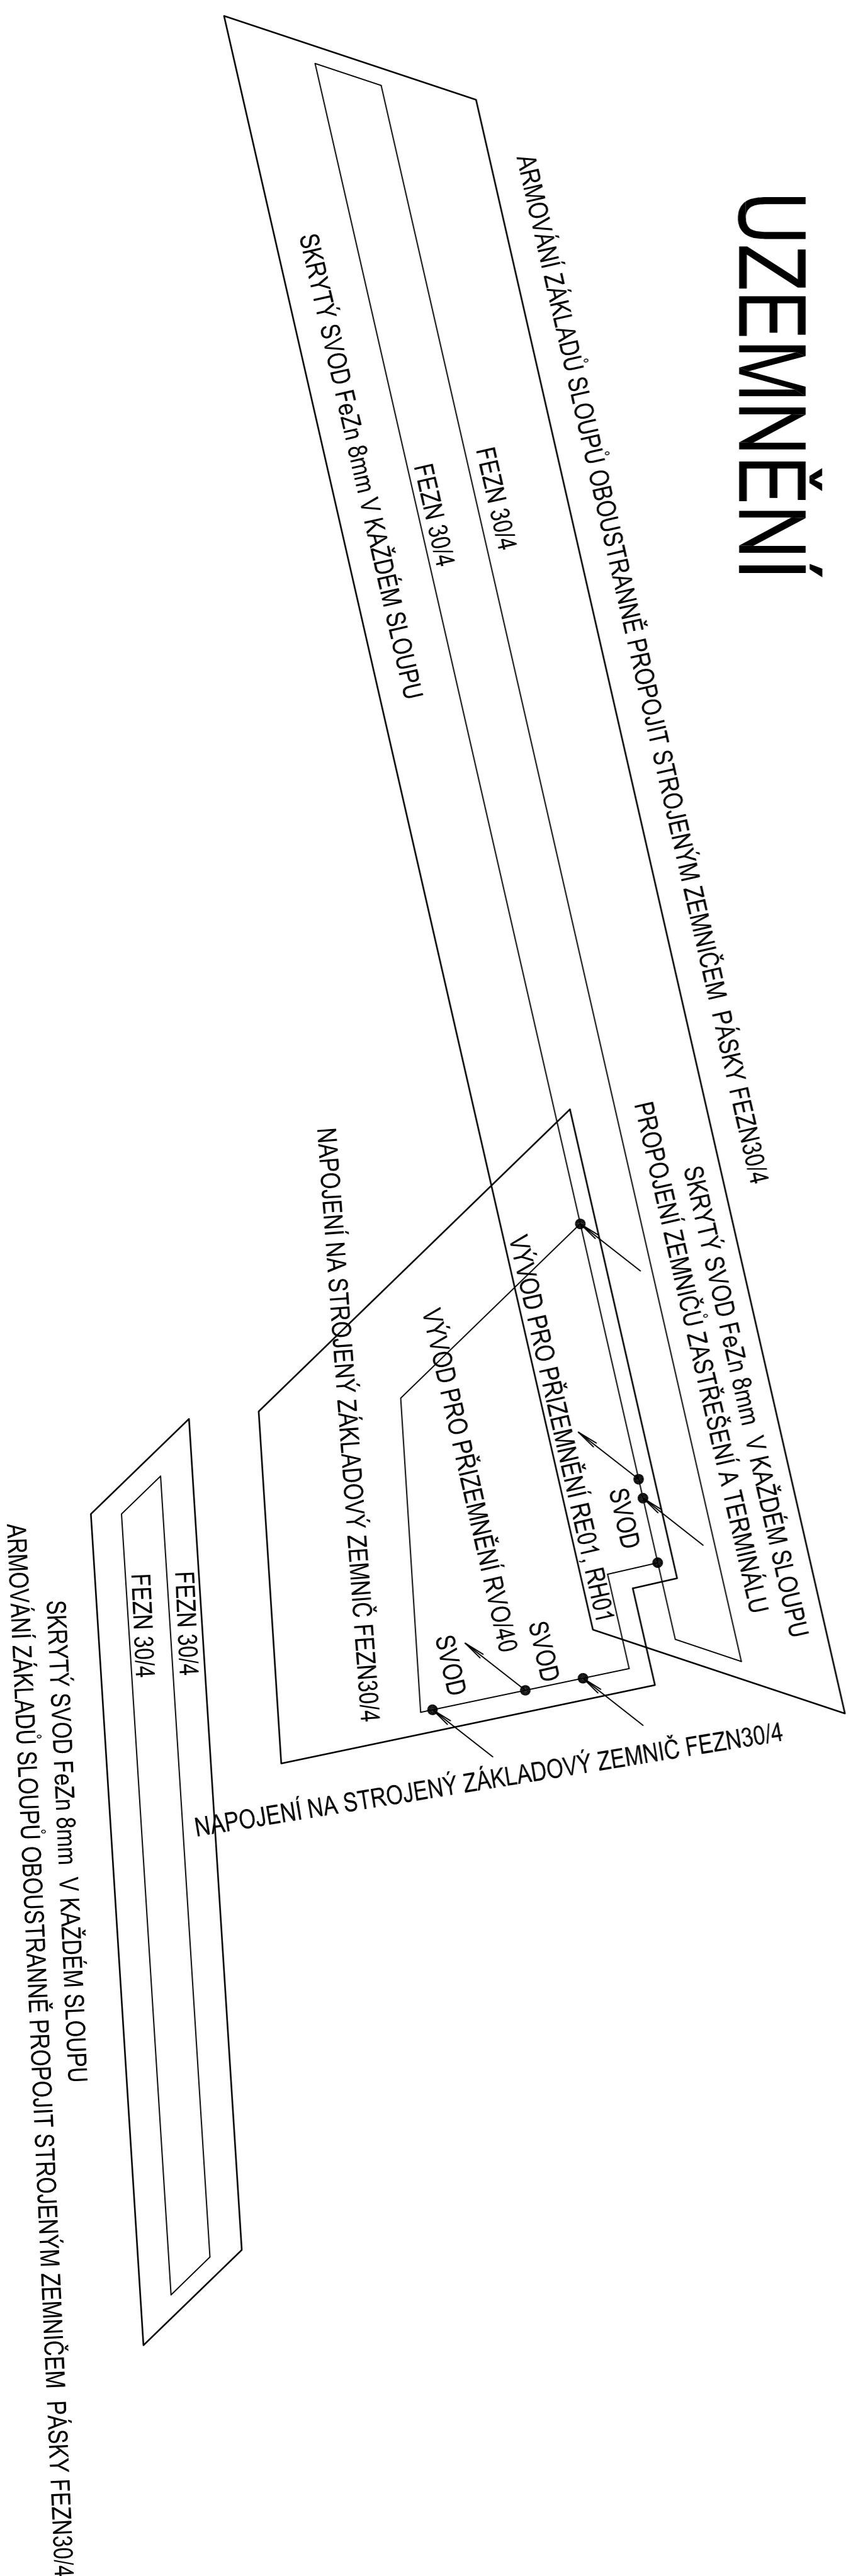 UZEMNĚNÍ
ARMOVÁNÍ ZÁKLADŮ SLOUPŮ OBOUSTRANNĚ PROPOJIT STROJENÝM ZEMNIČEM  PÁSKY FEZN30/4
SKRYTÝ SVOD FeZn 8mm V KAŽDÉM SLOUPU
FEZN 30/4
FEZN 30/4
SKRYTÝ SVOD FeZn 8mm  V KAŽDÉM SLOUPU
PROPOJENÍ ZEMNIČŮ ZASTŘEŠENÍ A TERMINÁLU
VÝVOD PRO PŘIZEMNĚNÍ RE01, RH01
SVOD
VÝVOD PRO PŘIZEMNĚNÍ RVO/40
SVOD
SVOD
NAPOJENÍ NA STROJENÝ ZÁKLADOVÝ ZEMNIČ FEZN30/4
NAPOJENÍ NA STROJENÝ ZÁKLADOVÝ ZEMNIČ FEZN30/4
FEZN 30/4
FEZN 30/4
SKRYTÝ SVOD FeZn 8mm  V KAŽDÉM SLOUPU
ARMOVÁNÍ ZÁKLADŮ SLOUPŮ OBOUSTRANNĚ PROPOJIT STROJENÝM ZEMNIČEM  PÁSKY FEZN30/4